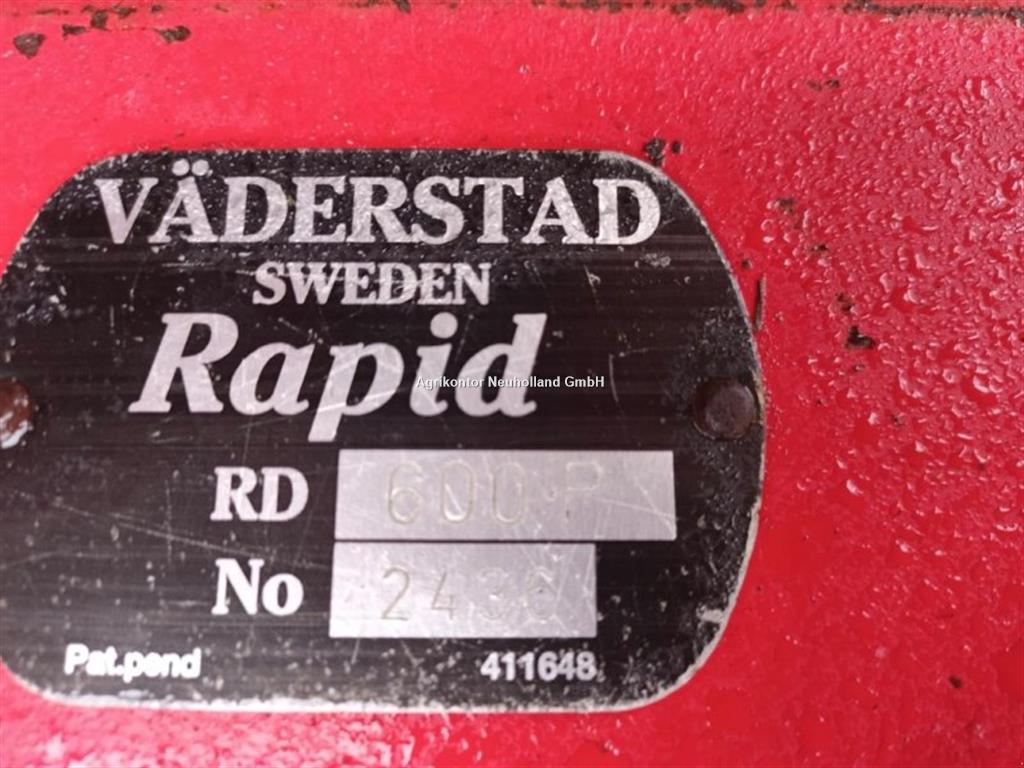 VÄDERSTAD
SWEDEN
Rapid
Agrikontor Neuholland GmbH
RD 600 P
No 2436
Pat.pend 411648